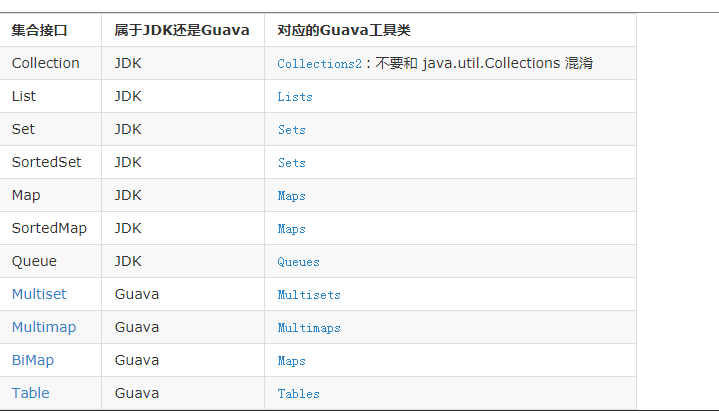 集合接口 属于JDK还是Guava 对应的Guava工具类
Collection JDK Collections2：不要和 java.util.Collections 混淆
List JDK Lists
Set JDK Sets
SortedSet JDK Sets
Map JDK Maps
SortedMap JDK Maps
Queue JDK Queues
Multiset Guava Multisets
Multimap Guava Multimaps
BiMap Guava Maps
Table Guava Tables